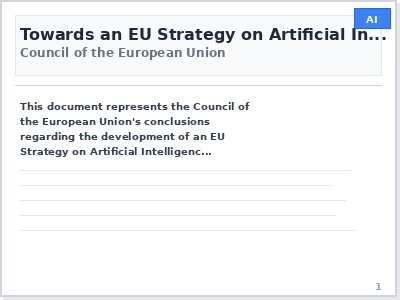 AI
Towards an EU Strategy on Artificial In...
Council of the European Union
This document represents the Council of
the European Union's conclusions
regarding the development of an EU
Strategy on Artificial Intelligenc...
1